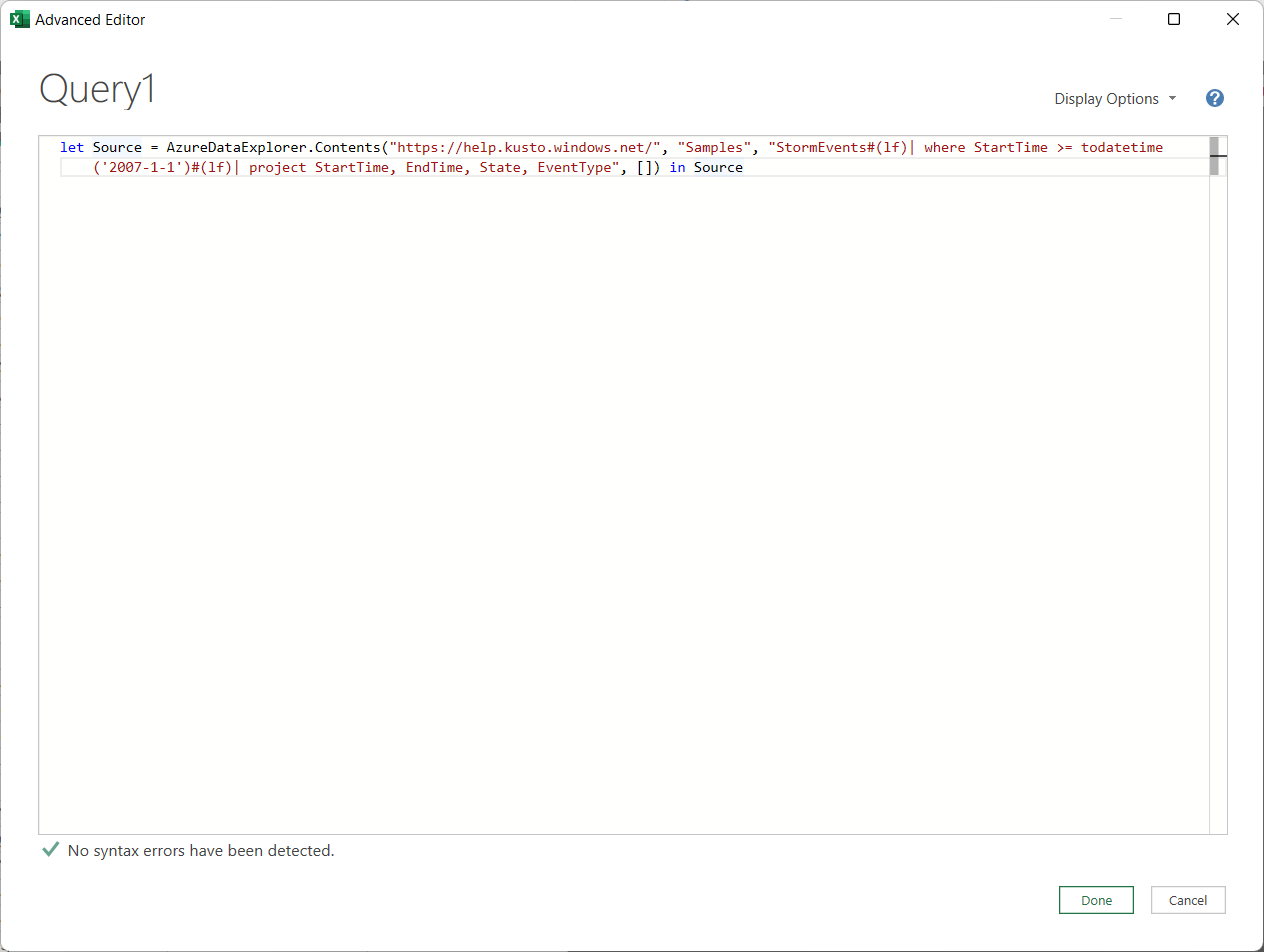 Advanced Editor
Query1
Display Options
let Source = AzureDataExplorer.Contents("https://help.kusto.windows.net/", "Samples", "StormEvents#(lf)| where StartTime >= todatetime
('2007-1-1')#(lf)| project StartTime, EndTime, State, EventType", []) in Source
No syntax errors have been detected.
Done
Cancel